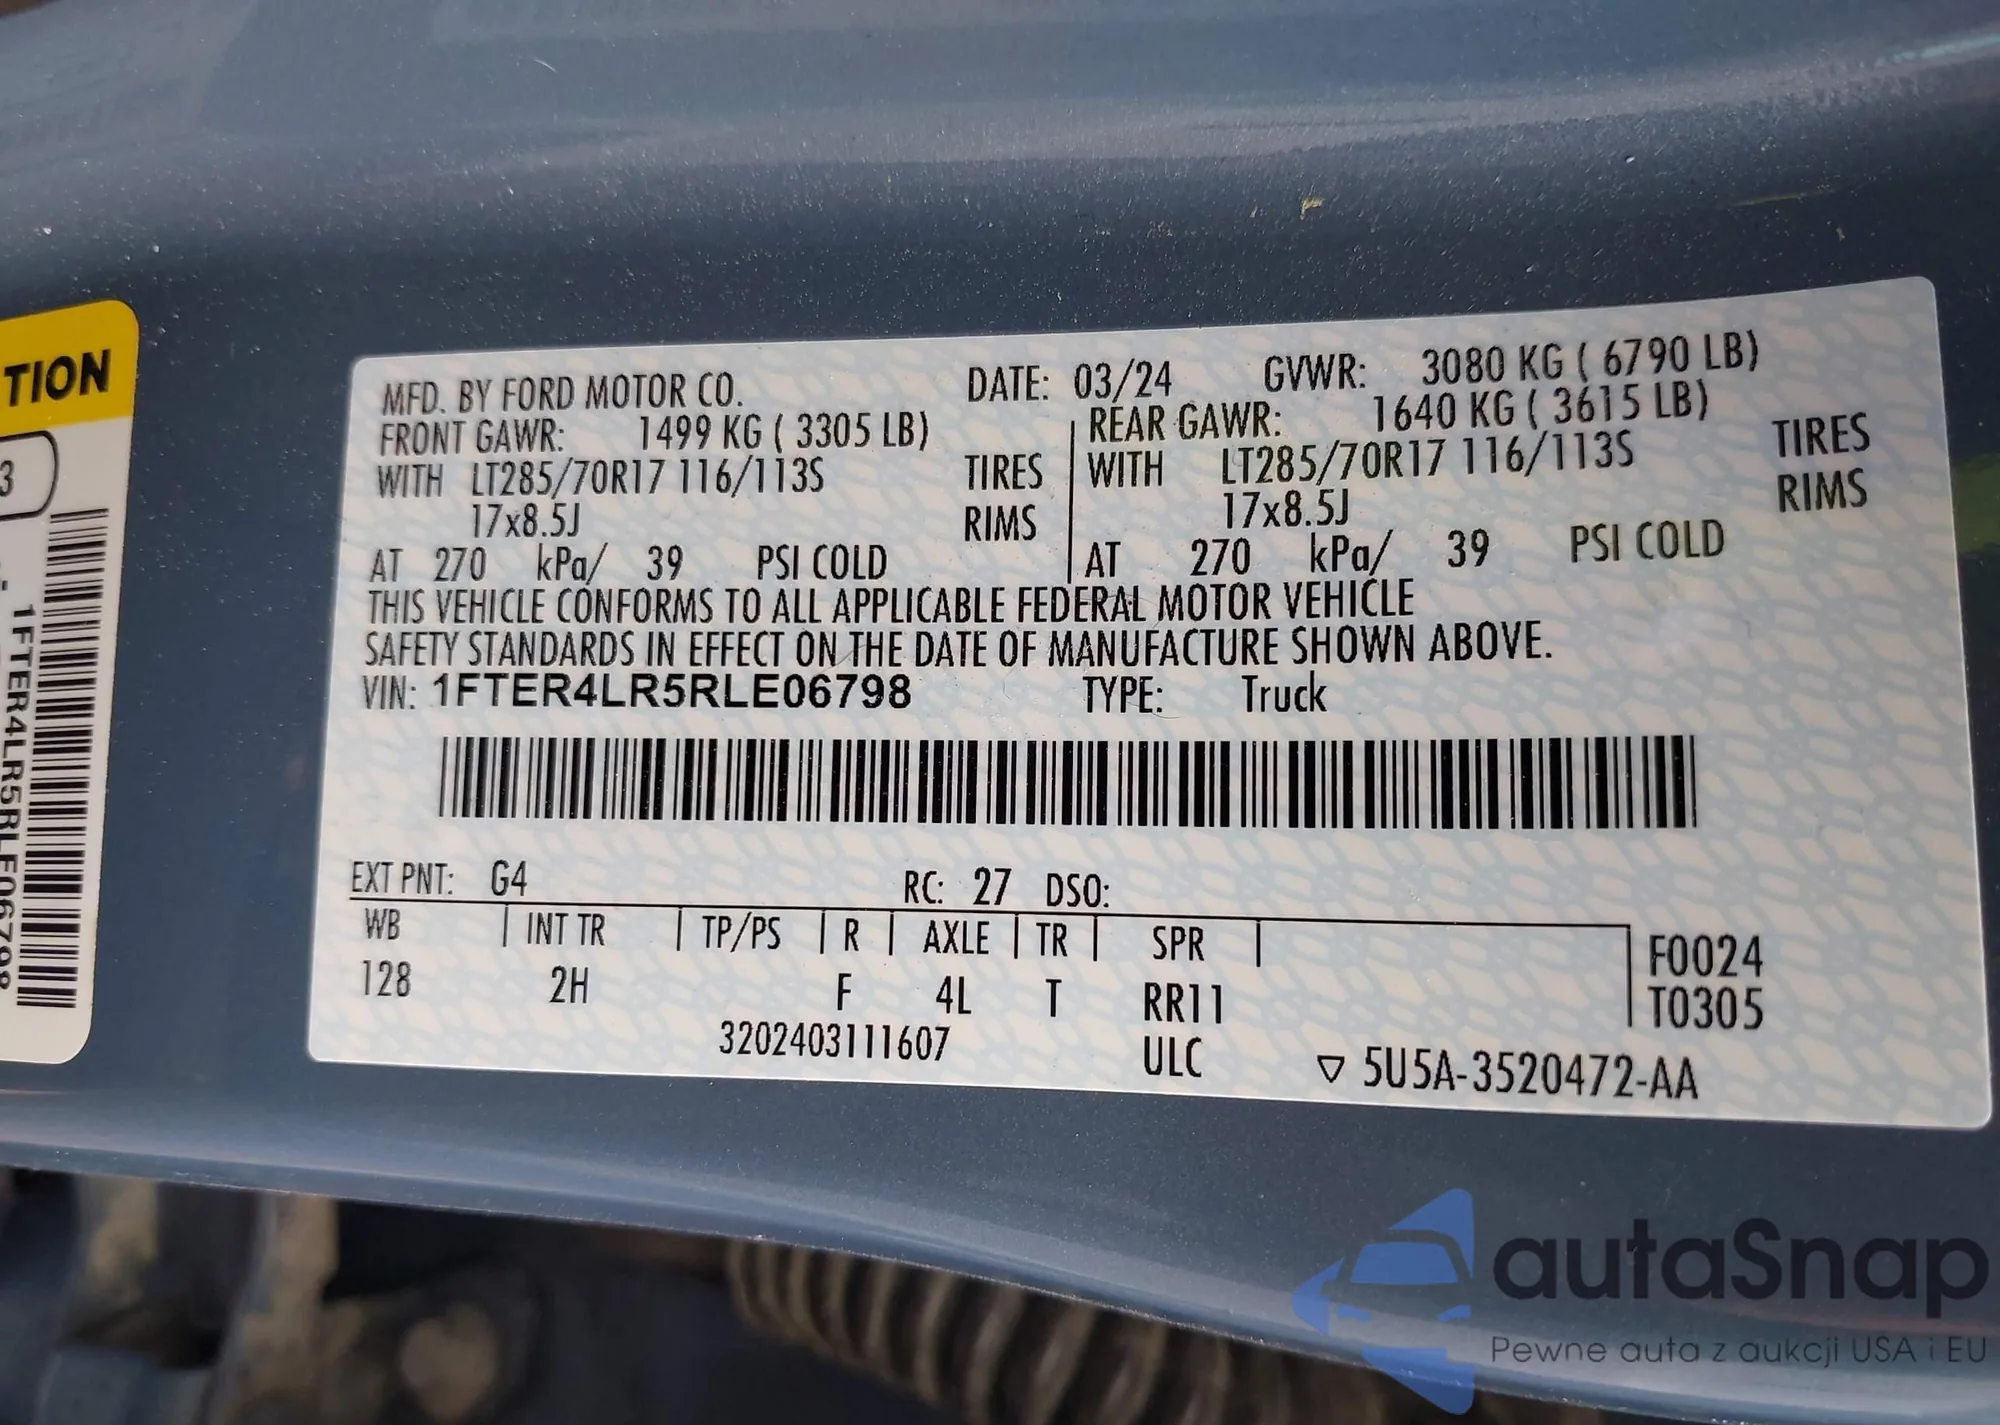 TION
3
1FTER4LR5RLE06798
MFD. BY FORD MOTOR CO. DATE: 03/24 GVWR: 3080 KG ( 6790 LB)
FRONT GAWR: 1499 KG ( 3305 LB) REAR GAWR: 1640 KG ( 3615 LB)
WITH LT285/70R17 116/113S TIRES WITH LT285/70R17 116/113S TIRES
17x8.5J RIMS 17x8.5J RIMS
AT 270 kPa/ 39 PSI COLD AT 270 kPa/ 39 PSI COLD
THIS VEHICLE CONFORMS TO ALL APPLICABLE FEDERAL MOTOR VEHICLE
SAFETY STANDARDS IN EFFECT ON THE DATE OF MANUFACTURE SHOWN ABOVE.
VIN: 1FTER4LR5RLE06798 TYPE: Truck
EXT PNT: G4 RC: 27 DSO:
WB INT TR TP/PS R AXLE TR SPR F0024
128 2H F 4L T RR11 T0305
3202403111607 ULC ▽ 5U5A-3520472-AA
autaSnap
Pewne auta z aukcji USA i EU